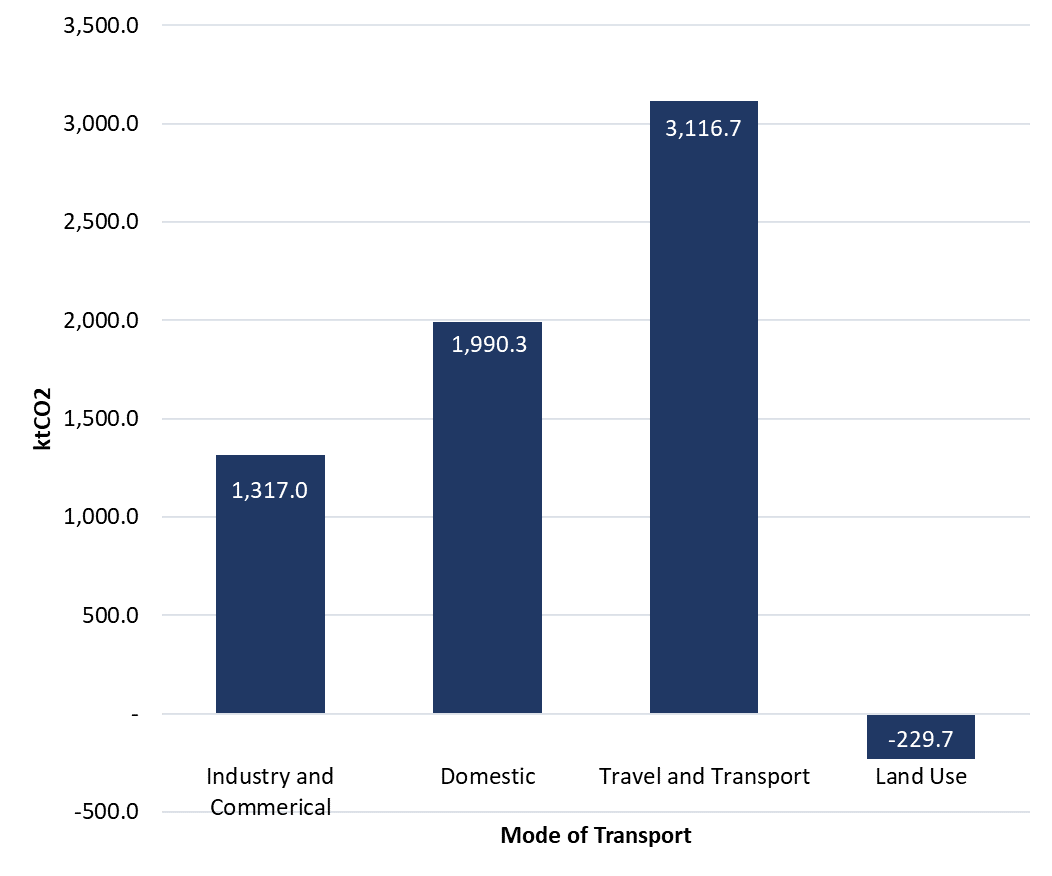 3,500.0
3,000.0
2,500.0
2,000.0
1,500.0
1,000.0
500.0
-
-500.0
ktCO2
1,317.0
1,990.3
3,116.7
-229.7
Industry and
Commerical
Domestic
Travel and Transport
Land Use
Mode of Transport